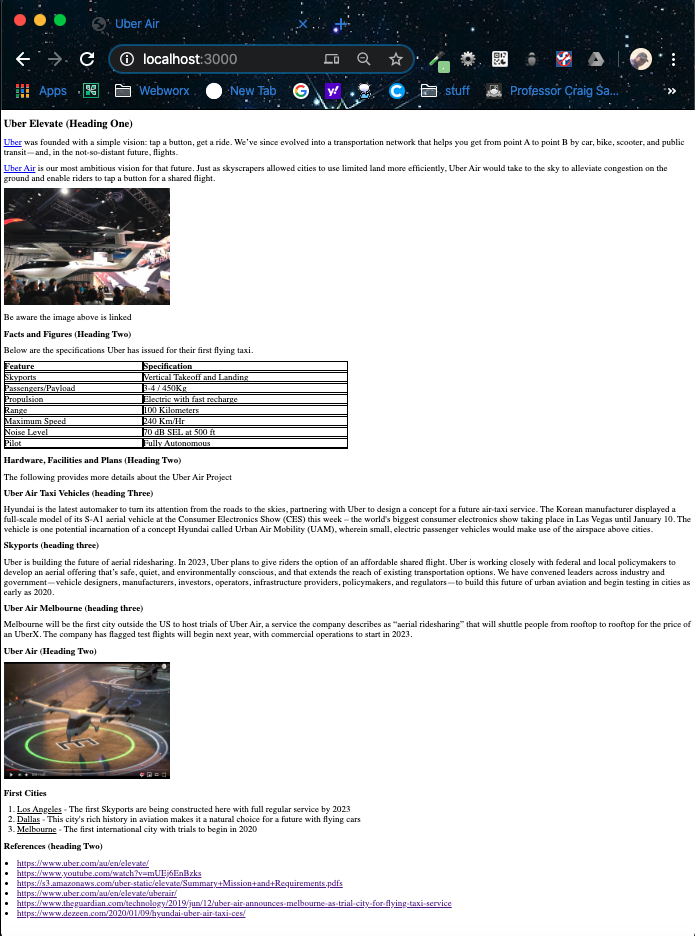 Uber Air
localhost:3000
Apps
Webworx
New Tab
stuff
Professor Craig Sa...
»
Uber Elevate (Heading One)
Uber was founded with a simple vision: tap a button, get a ride. We've since evolved into a transportation network that helps you get from point A to point B by car, bike, scooter, and public
transit—and, in the not-so-distant future, flights.
Uber Air is our most ambitious vision for that future. Just as skyscrapers allowed cities to use limited land more efficiently, Uber Air would take to the sky to alleviate congestion on the
ground and enable riders to tap a button for a shared flight.
Be aware the image above is linked
Facts and Figures (Heading Two)
Below are the specifications Uber has issued for their first flying taxi.
Feature Specification
Skyports Vertical Takeoff and Landing
Passengers/Payload 3-4 / 450Kg
Propulsion Electric with fast recharge
Range 100 Kilometers
Maximum Speed 240 Km/Hr
Noise Level 70 dB SEL at 500 ft
Pilot Fully Autonomous
Hardware, Facilities and Plans (Heading Two)
The following provides more details about the Uber Air Project
Uber Air Taxi Vehicles (heading Three)
Hyundai is the latest automaker to turn its attention from the roads to the skies, partnering with Uber to design a concept for a future air-taxi service. The Korean manufacturer displayed a
full-scale model of its S-A1 aerial vehicle at the Consumer Electronics Show (CES) this week – the world's biggest consumer electronics show taking place in Las Vegas until January 10. The
vehicle is one potential incarnation of a concept Hyundai called Urban Air Mobility (UAM), wherein small, electric passenger vehicles would make use of the airspace above cities.
Skyports (heading three)
Uber is building the future of aerial ridesharing. In 2023, Uber plans to give riders the option of an affordable shared flight. Uber is working closely with federal and local policymakers to
develop an aerial offering that's safe, quiet, and environmentally conscious, and that extends the reach of existing transportation options. We have convened leaders across industry and
government—vehicle designers, manufacturers, investors, operators, infrastructure providers, policymakers, and regulators—to build this future of urban aviation and begin testing in cities as
early as 2020.
Uber Air Melbourne (heading three)
Melbourne will be the first city outside the US to host trials of Uber Air, a service the company describes as “aerial ridesharing” that will shuttle people from rooftop to rooftop for the price of
an UberX. The company has flagged test flights will begin next year, with commercial operations to start in 2023.
Uber Air (Heading Two)
First Cities
1. Los Angeles - The first Skyports are being constructed here with full regular service by 2023
2. Dallas - This city's rich history in aviation makes it a natural choice for a future with flying cars
3. Melbourne - The first international city with trials to begin in 2020
References (heading Two)
• https://www.uber.com/au/en/elevate/
• https://www.youtube.com/watch?v=mUEj6EnBzks
• https://s3.amazonaws.com/uber-static/elevate/Summary+Mission+and+Requirements.pdfs
• https://www.uber.com/au/en/elevate/uberair/
• https://www.theguardian.com/technology/2019/jun/12/uber-air-announces-melbourne-as-trial-city-for-flying-taxi-service
• https://www.dezeen.com/2020/01/09/hyundai-uber-air-taxi-ces/